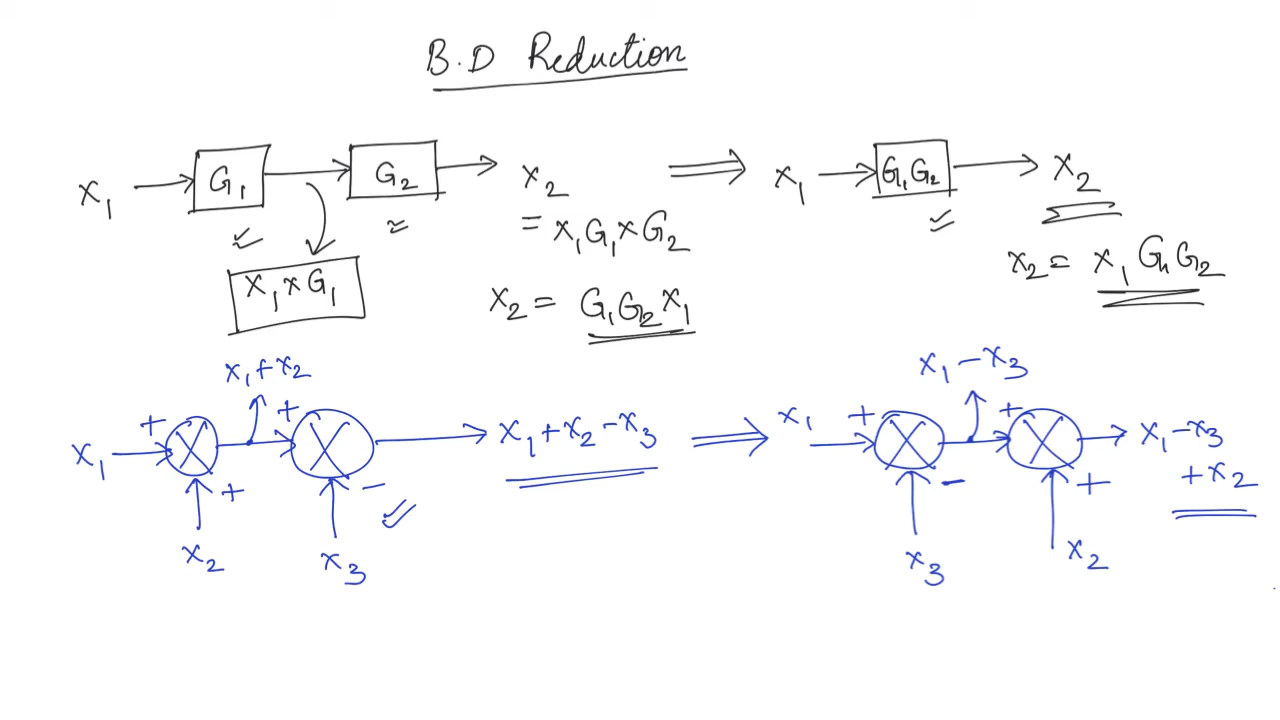 B.D Reduction
X₁ G₁ G₂ X₂ ⇒ X₁ G₁G₂ X₂
= X₁G₁ × G₂
X₁ × G₁
X₂ = G₁G₂X₁
X₂ = X₁ G₁G₂
X₁+X₂
X₁ + + X₁+X₂-X₃ ⇒ X₁ + + X₁-X₃
X₁-X₃
+ - - + +X₂
X₂ X₃ X₃ X₂